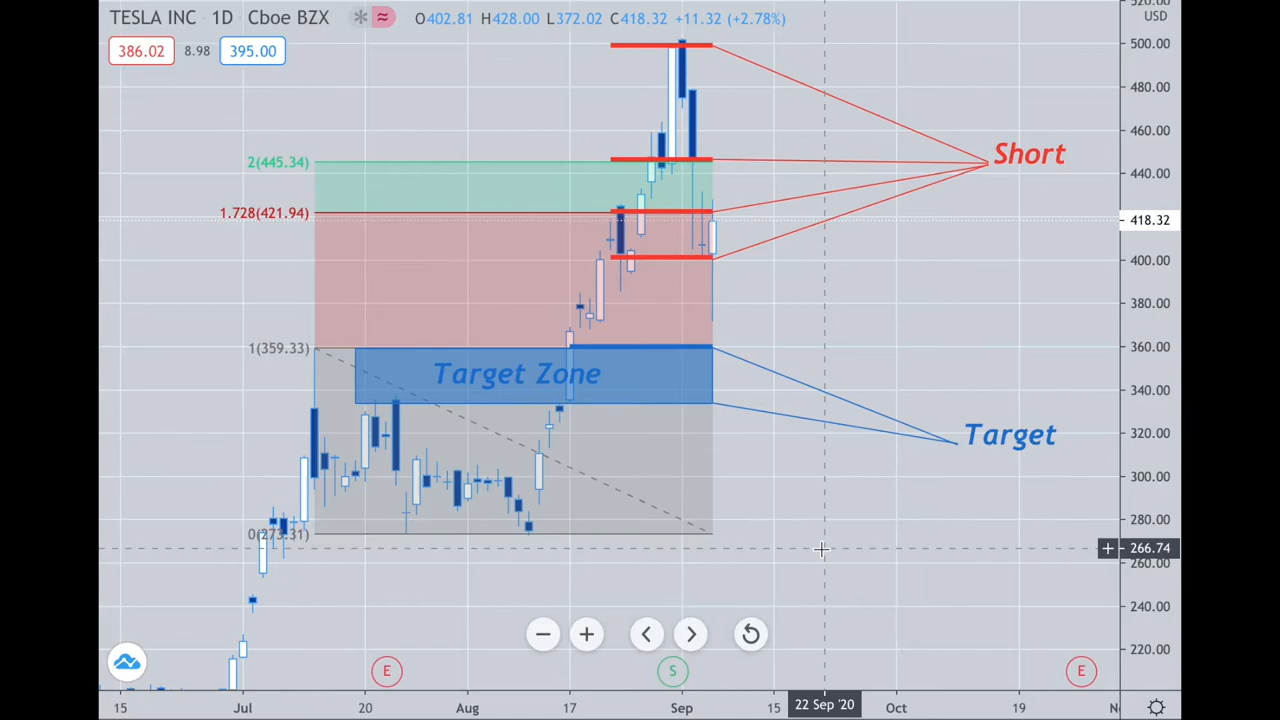 TESLA INC 1D Cboe BZX ≈ O402.81 H428.00 L372.02 C418.32 +11.32 (+2.78%)
386.02 8.98 395.00
USD
500.00
480.00
460.00
440.00
418.32
400.00
380.00
360.00
340.00
320.00
300.00
280.00
+ 266.74
260.00
240.00
220.00
Short
2(445.34)
1.728(421.94)
1(359.33)
Target Zone
Target
0(273.31)
E S E
15 Jul 20 Aug 17 Sep 15 22 Sep '20 Oct 19